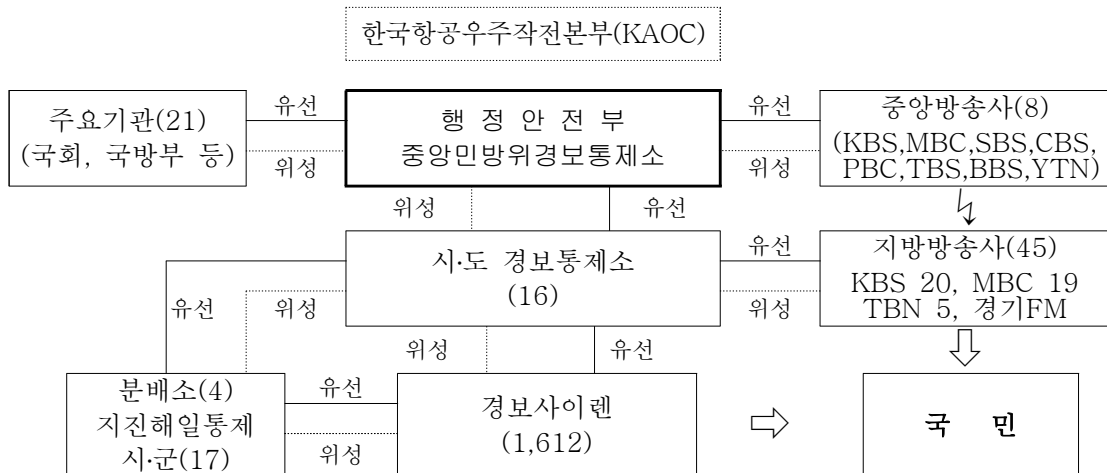 한국항공우주작전본부(KAOC)
주요기관(21)
(국회, 국방부 등)
유선
위성
행 정 안 전 부
중앙민방위경보통제소
유선
위성
중앙방송사(8)
(KBS,MBC,SBS,CBS,
PBC,TBS,BBS,YTN)
위성
유선
시·도 경보통제소
(16)
유선
위성
지방방송사(45)
KBS 20, MBC 19
TBN 5, 경기FM
유선
위성
위성
유선
분배소(4)
지진해일통제
시·군(17)
유선
위성
경보사이렌
(1,612)
국 민